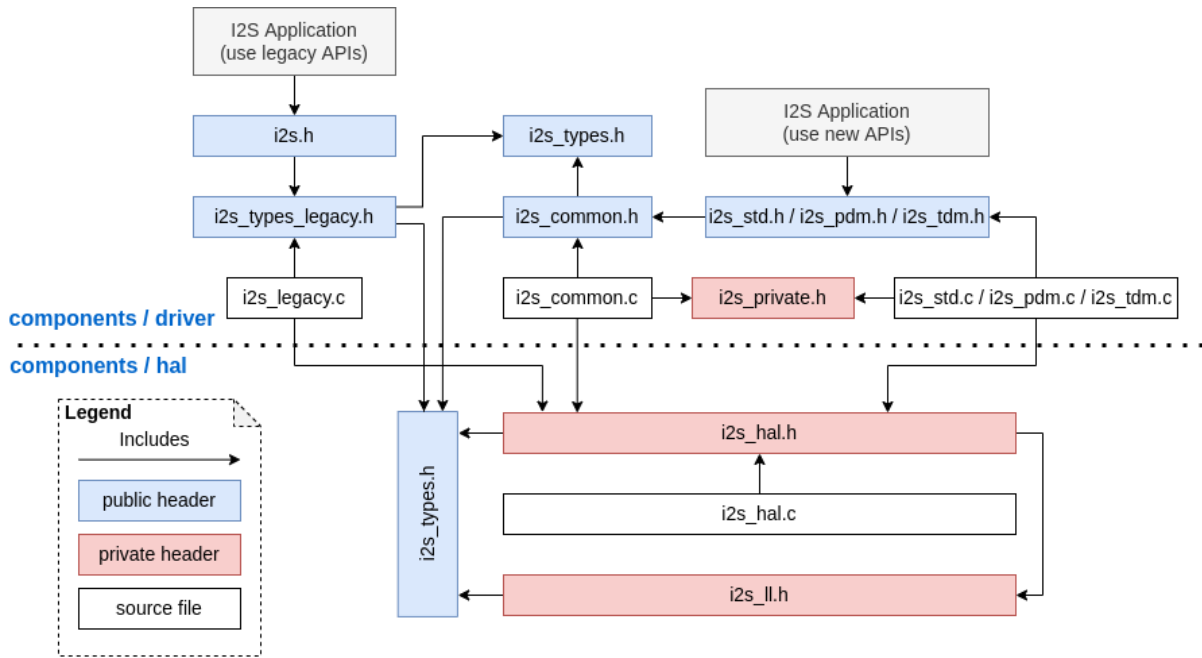 I2S Application
(use legacy APIs)
I2S Application
(use new APIs)
i2s.h
i2s_types.h
i2s_types_legacy.h
i2s_common.h
i2s_std.h / i2s_pdm.h / i2s_tdm.h
i2s_legacy.c
i2s_common.c
i2s_private.h
i2s_std.c / i2s_pdm.c / i2s_tdm.c
components / driver
components / hal
Legend
Includes
public header
private header
source file
i2s_types.h
i2s_hal.h
i2s_hal.c
i2s_ll.h